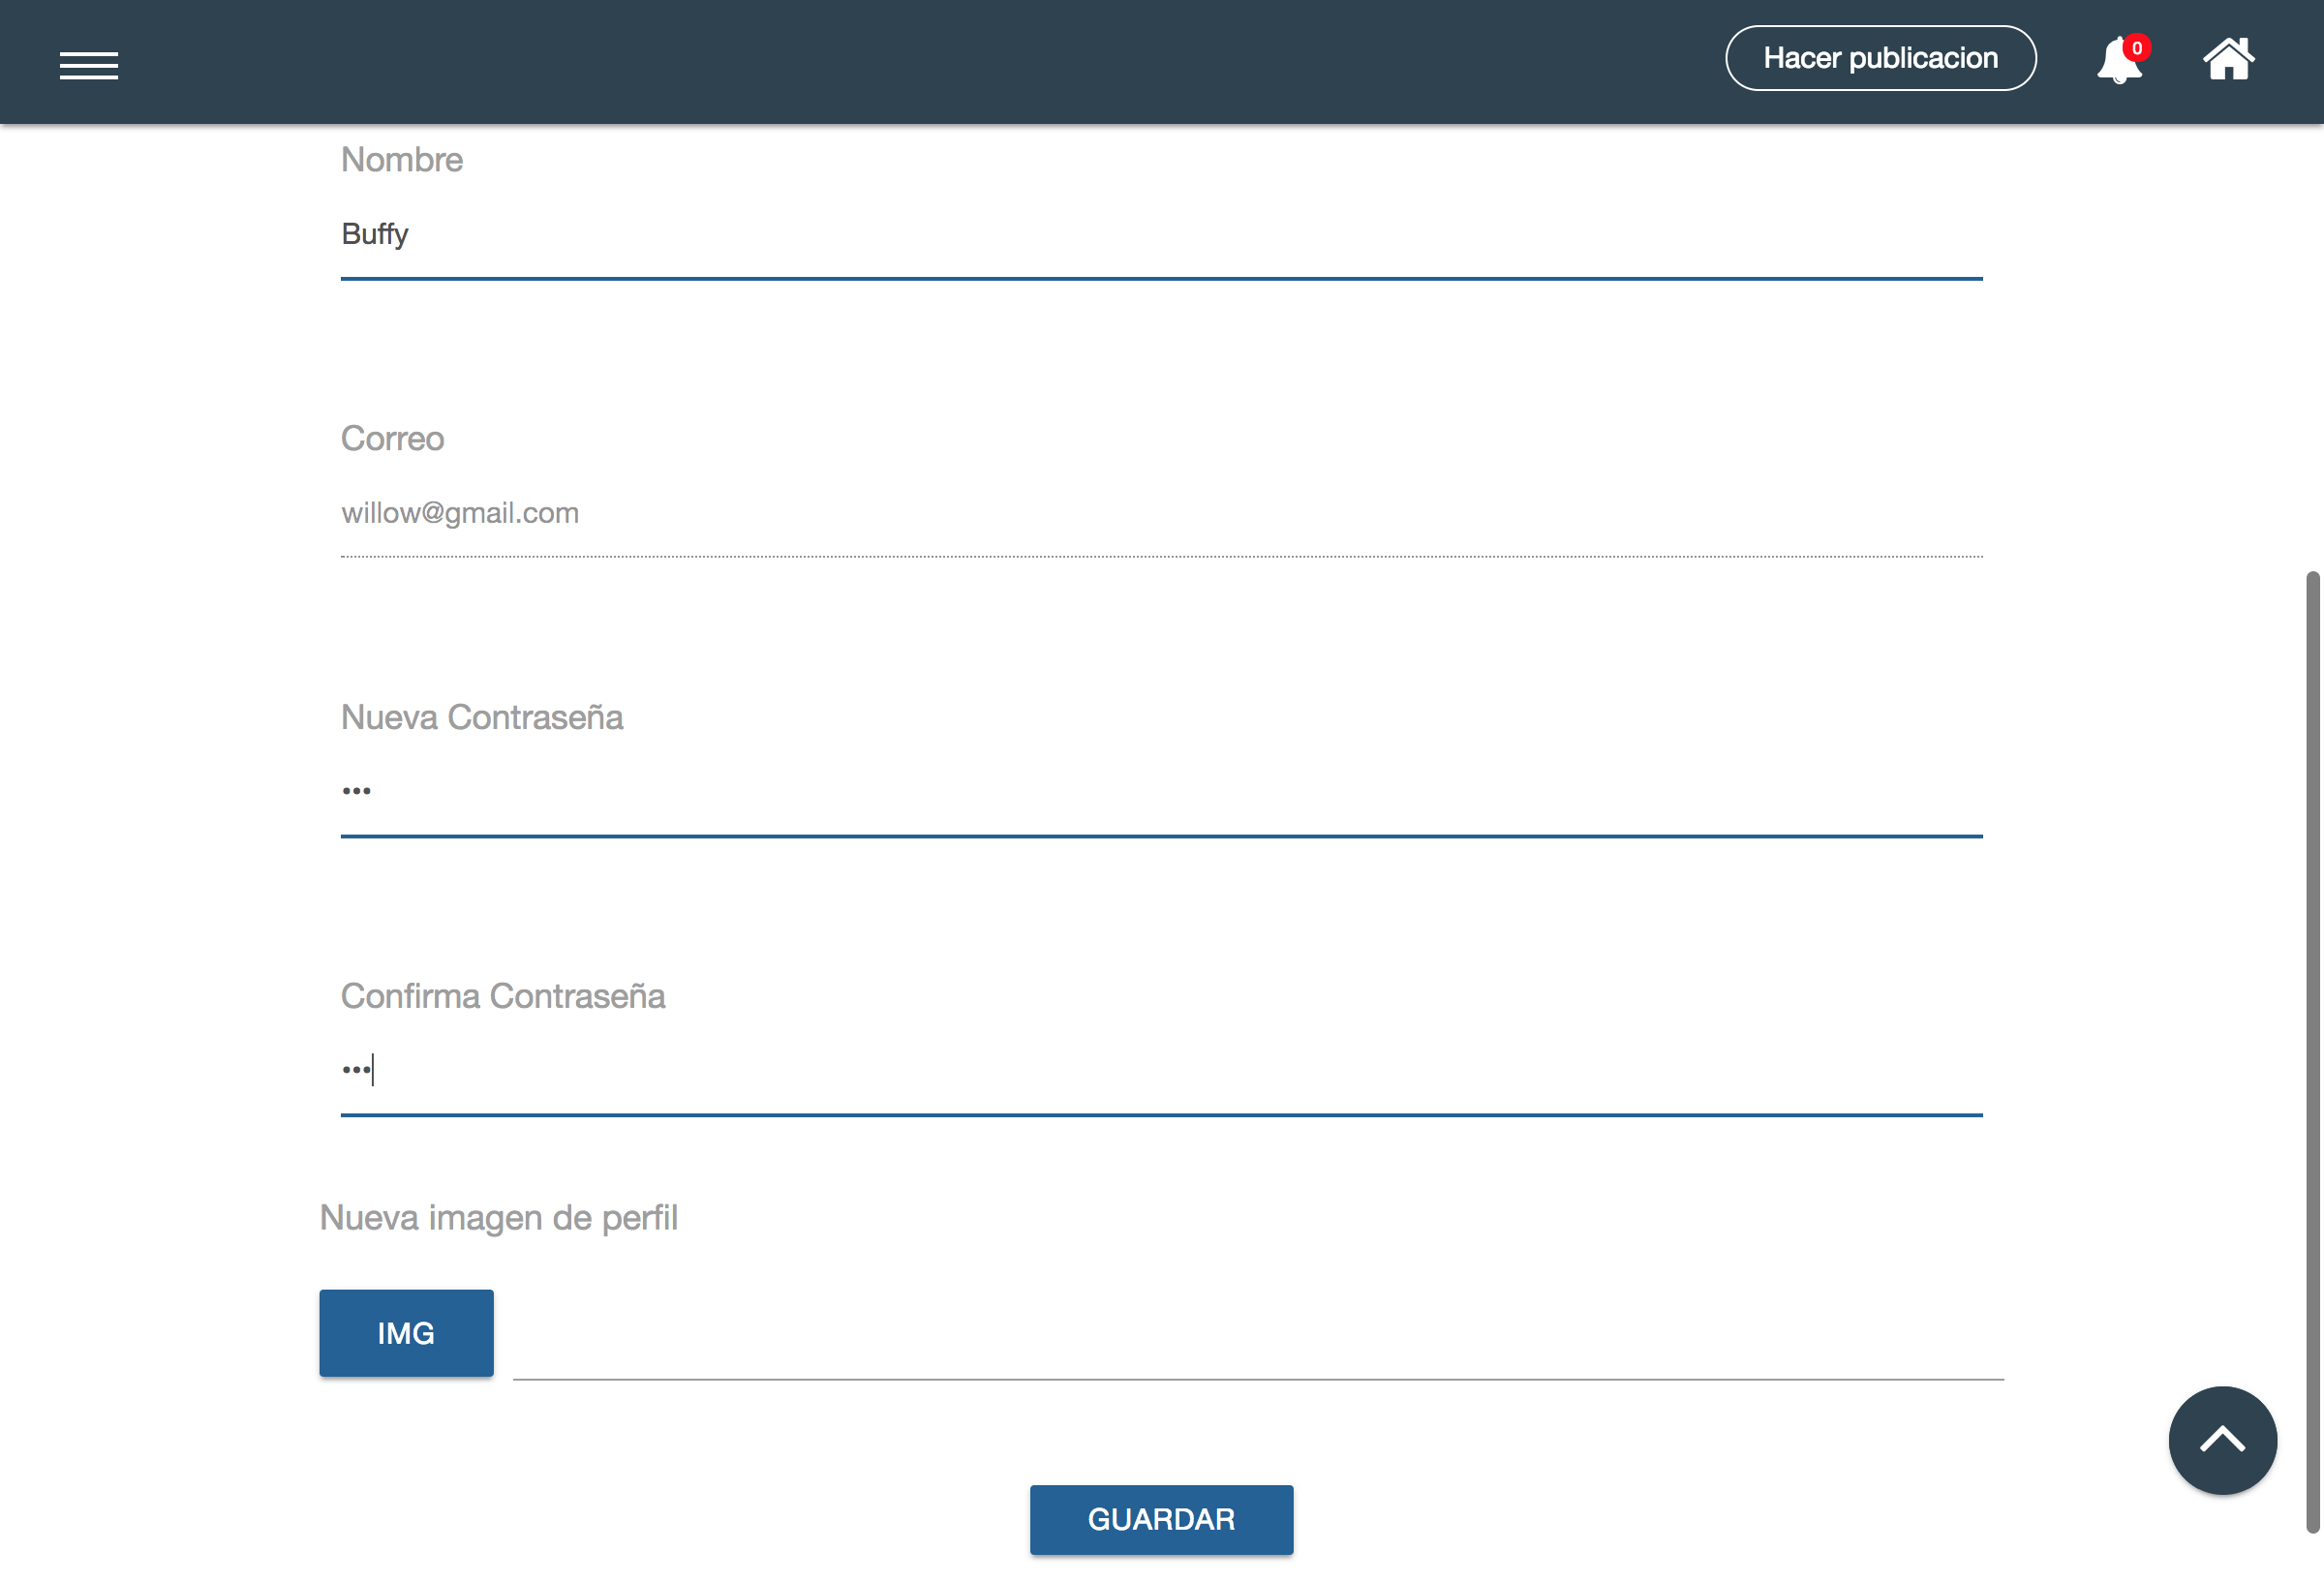 Hacer publicacion
0
Nombre
Buffy
Correo
willow@gmail.com
Nueva Contraseña
•••
Confirma Contraseña
•••
Nueva imagen de perfil
IMG
GUARDAR